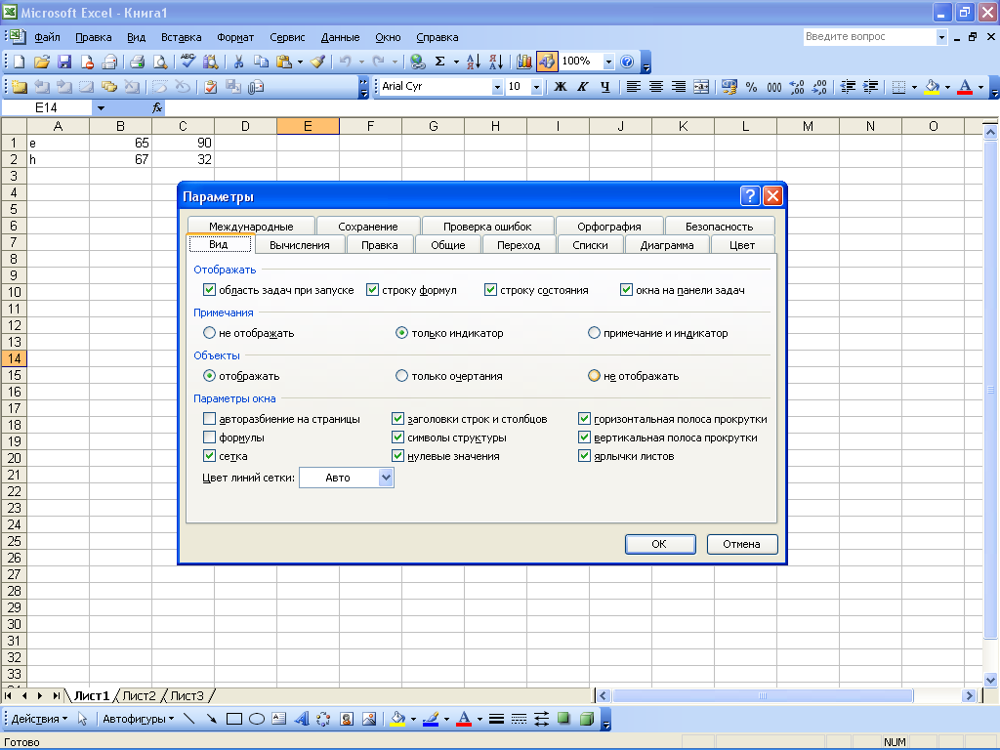 Microsoft Excel - Книга1
Файл Правка Вид Вставка Формат Сервис Данные Окно Справка Введите вопрос
100%
Arial Cyr 10 Ж К Ч % 000
E14 fx
A B C D E F G H I J K L M N O
1 e 65 90
2 h 67 32
3
4
5
6
7
8
9
10
11
12
13
14
15
16
17
18
19
20
21
22
23
24
25
26
27
28
29
30
31
32
33
Параметры
Международные Сохранение Проверка ошибок Орфография Безопасность
Вид Вычисления Правка Общие Переход Списки Диаграмма Цвет
Отображать
область задач при запуске строку формул строку состояния окна на панели задач
Примечания
не отображать только индикатор примечание и индикатор
Объекты
отображать только очертания не отображать
Параметры окна
авторазбиение на страницы заголовки строк и столбцов горизонтальная полоса прокрутки
формулы символы структуры вертикальная полоса прокрутки
сетка нулевые значения ярлычки листов
Цвет линий сетки: Авто
ОК Отмена
Лист1 Лист2 Лист3
Действия Автофигуры
Готово NUM